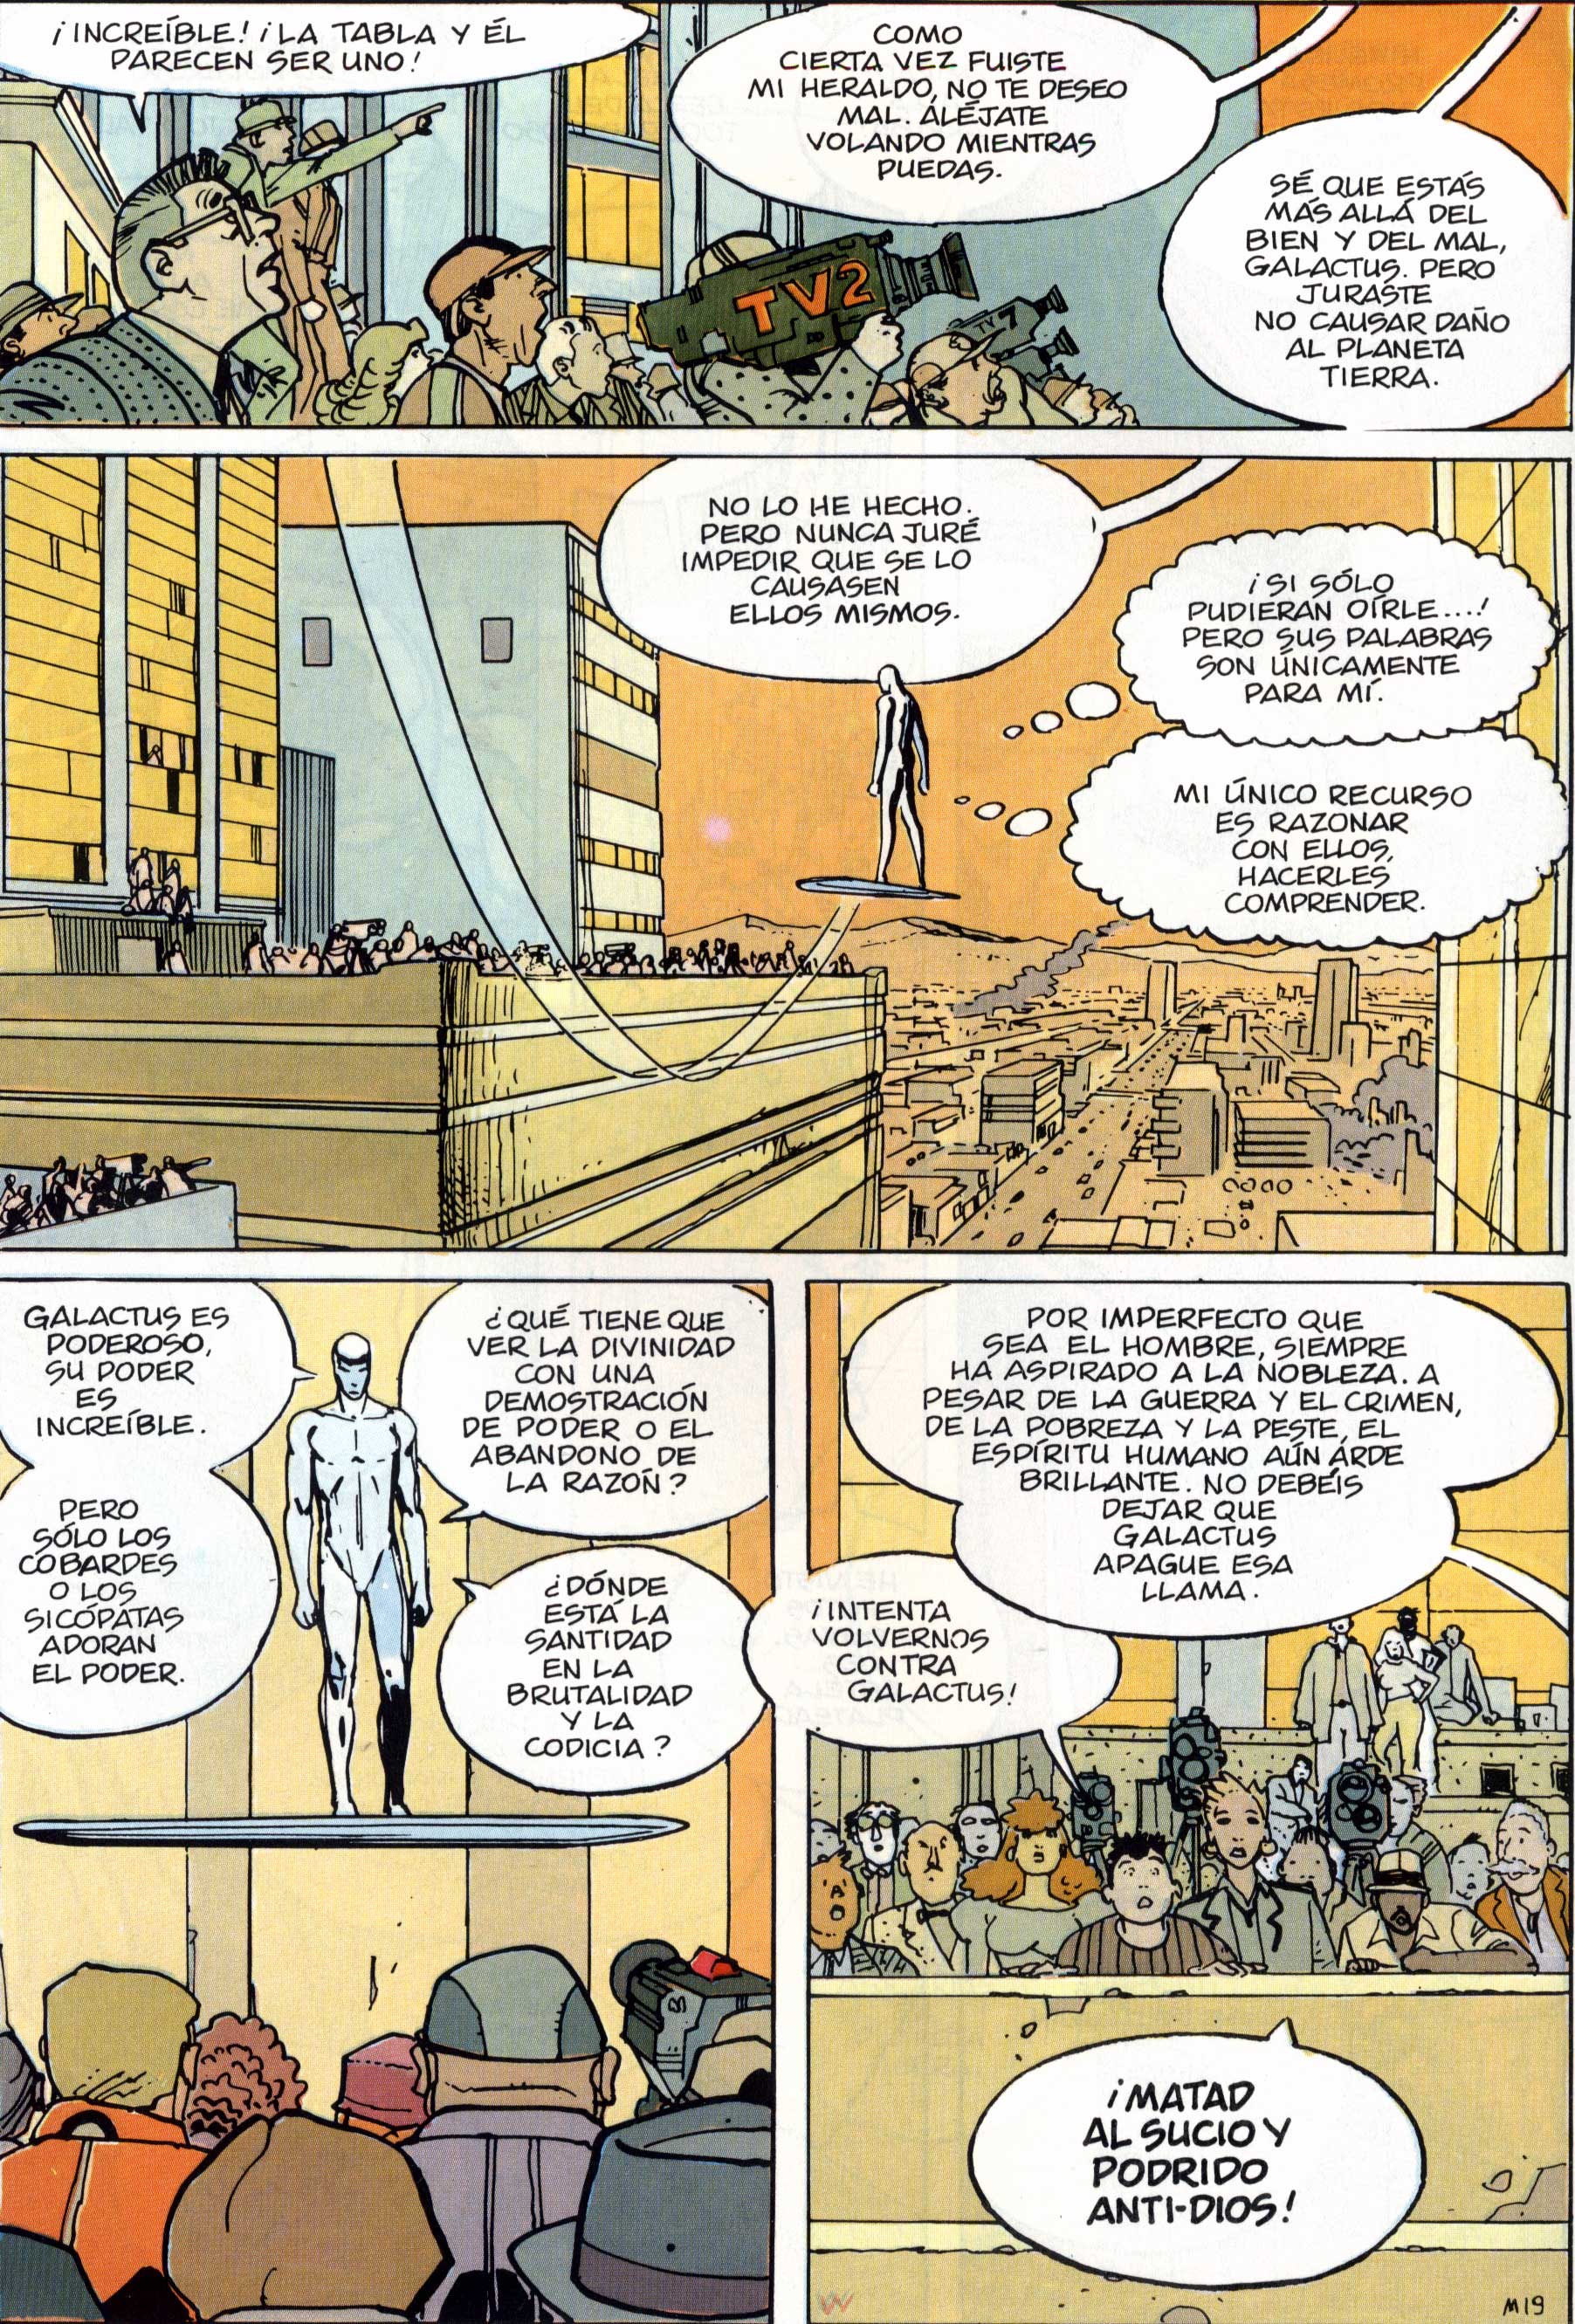 ¡INCREÍBLE! ¡LA TABLA Y ÉL
PARECEN SER UNO!
COMO
CIERTA VEZ FUISTE
MI HERALDO, NO TE DESEO
MAL. ALÉJATE
VOLANDO MIENTRAS
PUEDAS.
SÉ QUE ESTÁS
MÁS ALLÁ DEL
BIEN Y DEL MAL,
GALACTUS. PERO
JURASTE
NO CAUSAR DAÑO
AL PLANETA
TIERRA.
TV2
TV7
NO LO HE HECHO.
PERO NUNCA JURÉ
IMPEDIR QUE SE LO
CAUSASEN
ELLOS MISMOS.
¡SI SÓLO
PUDIERAN OÍRLE...!
PERO SUS PALABRAS
SON ÚNICAMENTE
PARA MÍ.
MI ÚNICO RECURSO
ES RAZONAR
CON ELLOS,
HACERLES
COMPRENDER.
GALACTUS ES
PODEROSO,
SU PODER
ES
INCREÍBLE.
PERO
SÓLO LOS
COBARDES
O LOS
SICÓPATAS
ADORAN
EL PODER.
¿QUÉ TIENE QUE
VER LA DIVINIDAD
CON UNA
DEMOSTRACIÓN
DE PODER O EL
ABANDONO DE
LA RAZÓN?
¿DÓNDE
ESTÁ LA
SANTIDAD
EN LA
BRUTALIDAD
Y LA
CODICIA?
POR IMPERFECTO QUE
SEA EL HOMBRE, SIEMPRE
HA ASPIRADO A LA NOBLEZA. A
PESAR DE LA GUERRA Y EL CRIMEN,
DE LA POBREZA Y LA PESTE, EL
ESPÍRITU HUMANO AÚN ARDE
BRILLANTE. NO DEBÉIS
DEJAR QUE
GALACTUS
APAGUE ESA
LLAMA.
¡INTENTA
VOLVERNOS
CONTRA
GALACTUS!
¡MATAD
AL SUCIO Y
PODRIDO
ANTI-DIOS!
M19